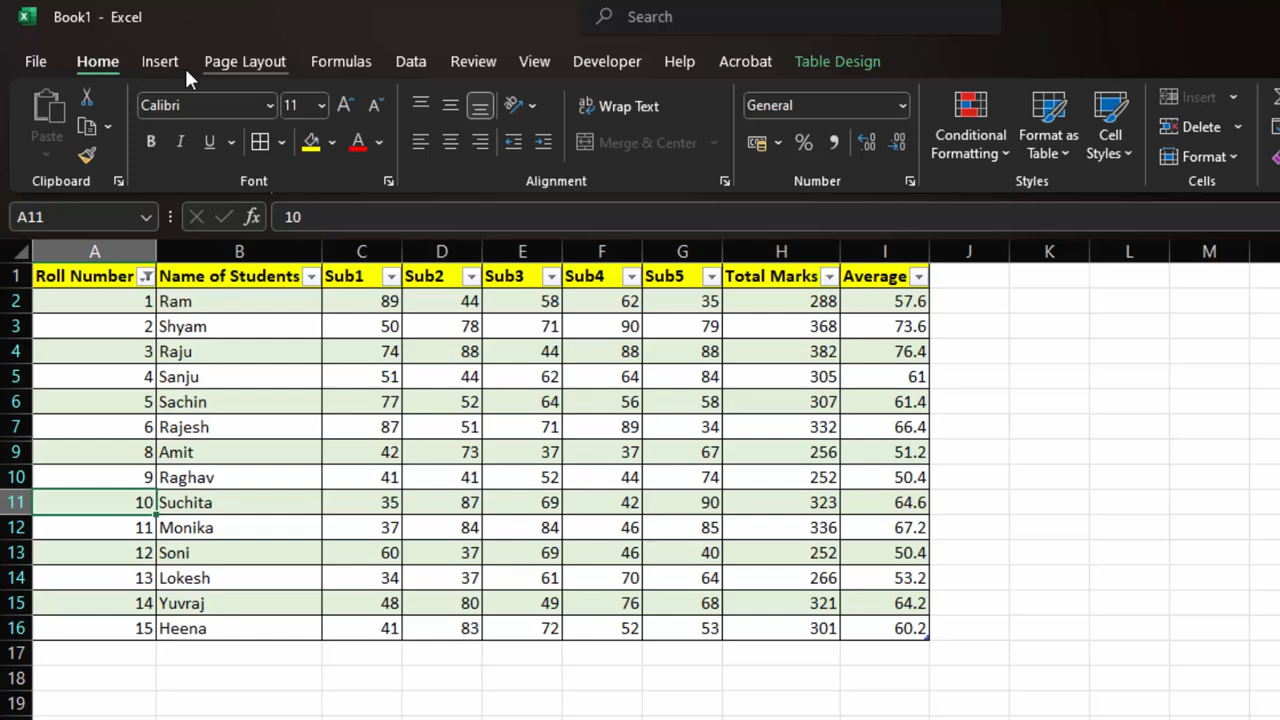 Book1 - Excel
Search
File Home Insert Page Layout Formulas Data Review View Developer Help Acrobat Table Design
Paste
Calibri 11 A A
B I U A
ab Wrap Text
Merge & Center
General
% ,
Conditional Formatting
Format as Table
Cell Styles
Insert
Delete
Format
Clipboard Font Alignment Number Styles Cells
A11 fx 10
A B C D E F G H I J K L M
1 Roll Number Name of Students Sub1 Sub2 Sub3 Sub4 Sub5 Total Marks Average
2 1 Ram 89 44 58 62 35 288 57.6
3 2 Shyam 50 78 71 90 79 368 73.6
4 3 Raju 74 88 44 88 88 382 76.4
5 4 Sanju 51 44 62 64 84 305 61
6 5 Sachin 77 52 64 56 58 307 61.4
7 6 Rajesh 87 51 71 89 34 332 66.4
9 8 Amit 42 73 37 37 67 256 51.2
10 9 Raghav 41 41 52 44 74 252 50.4
11 10 Suchita 35 87 69 42 90 323 64.6
12 11 Monika 37 84 84 46 85 336 67.2
13 12 Soni 60 37 69 46 40 252 50.4
14 13 Lokesh 34 37 61 70 64 266 53.2
15 14 Yuvraj 48 80 49 76 68 321 64.2
16 15 Heena 41 83 72 52 53 301 60.2
17
18
19